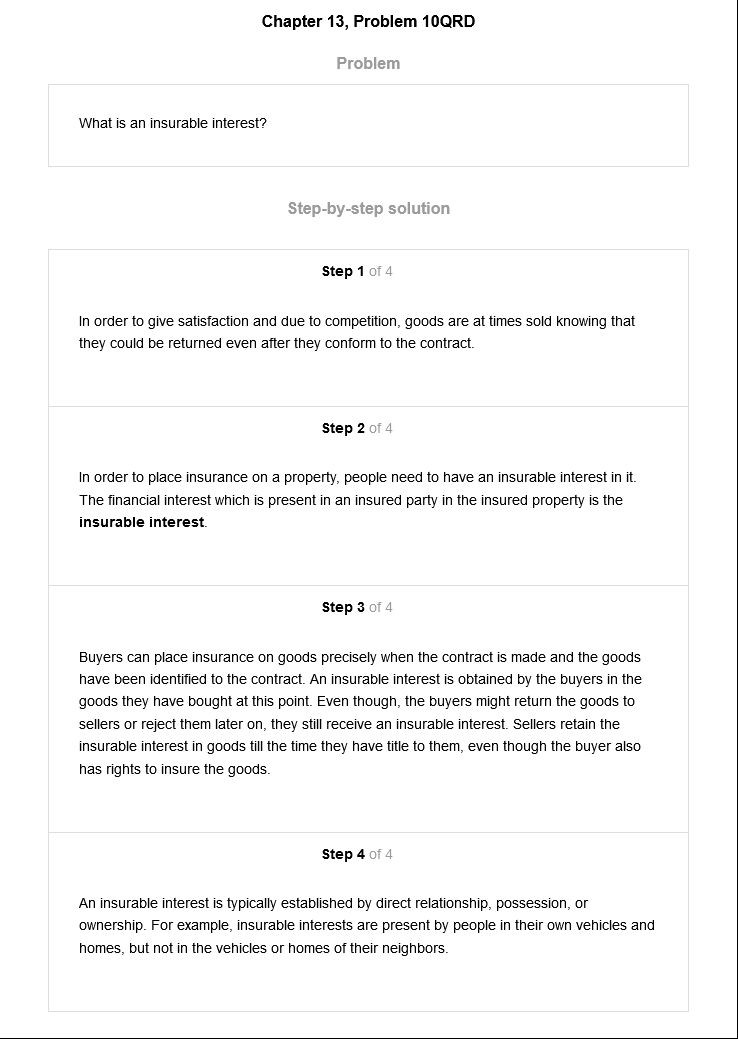 Chapter 13, Problem 10QRD
Problem
What is an insurable interest?
Step-by-step solution
Step 1 of 4
In order to give satisfaction and due to competition, goods are at times sold knowing that
they could be returned even after they conform to the contract.
Step 2 of 4
In order to place insurance on a property, people need to have an insurable interest in it.
The financial interest which is present in an insured party in the insured property is the
insurable interest.
Step 3 of 4
Buyers can place insurance on goods precisely when the contract is made and the goods
have been identified to the contract. An insurable interest is obtained by the buyers in the
goods they have bought at this point. Even though, the buyers might return the goods to
sellers or reject them later on, they still receive an insurable interest. Sellers retain the
insurable interest in goods till the time they have title to them, even though the buyer also
has rights to insure the goods.
Step 4 of 4
An insurable interest is typically established by direct relationship, possession, or
ownership. For example, insurable interests are present by people in their own vehicles and
homes, but not in the vehicles or homes of their neighbors.